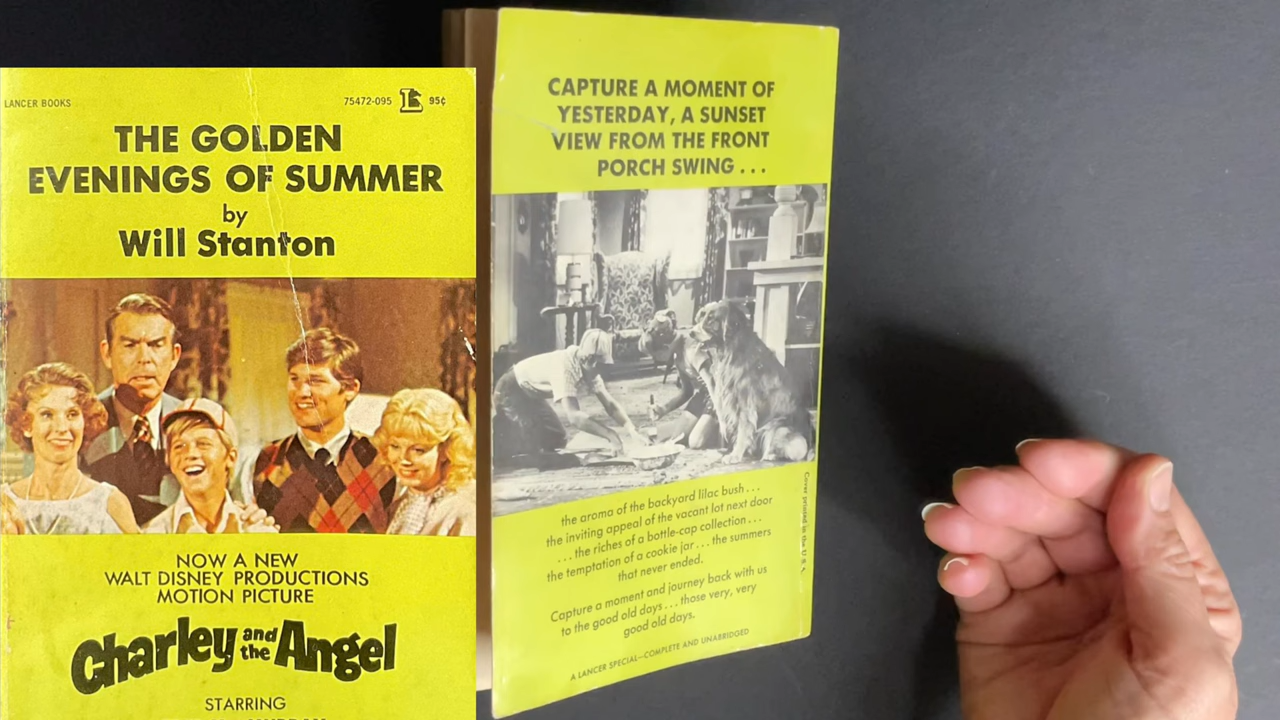 LANCER BOOKS
75472-095 95¢
THE GOLDEN
EVENINGS OF SUMMER
by
Will Stanton
NOW A NEW
WALT DISNEY PRODUCTIONS
MOTION PICTURE
Charley and the Angel
STARRING
CAPTURE A MOMENT OF
YESTERDAY, A SUNSET
VIEW FROM THE FRONT
PORCH SWING . . .
the aroma of the backyard lilac bush . . .
the inviting appeal of the vacant lot next door
. . . the riches of a bottle-cap collection . . .
the temptation of a cookie jar . . . the summers
that never ended.
Capture a moment and journey back with us
to the good old days . . . those very, very
good old days.
A LANCER SPECIAL—COMPLETE AND UNABRIDGED
Cover printed in the U.S.A.